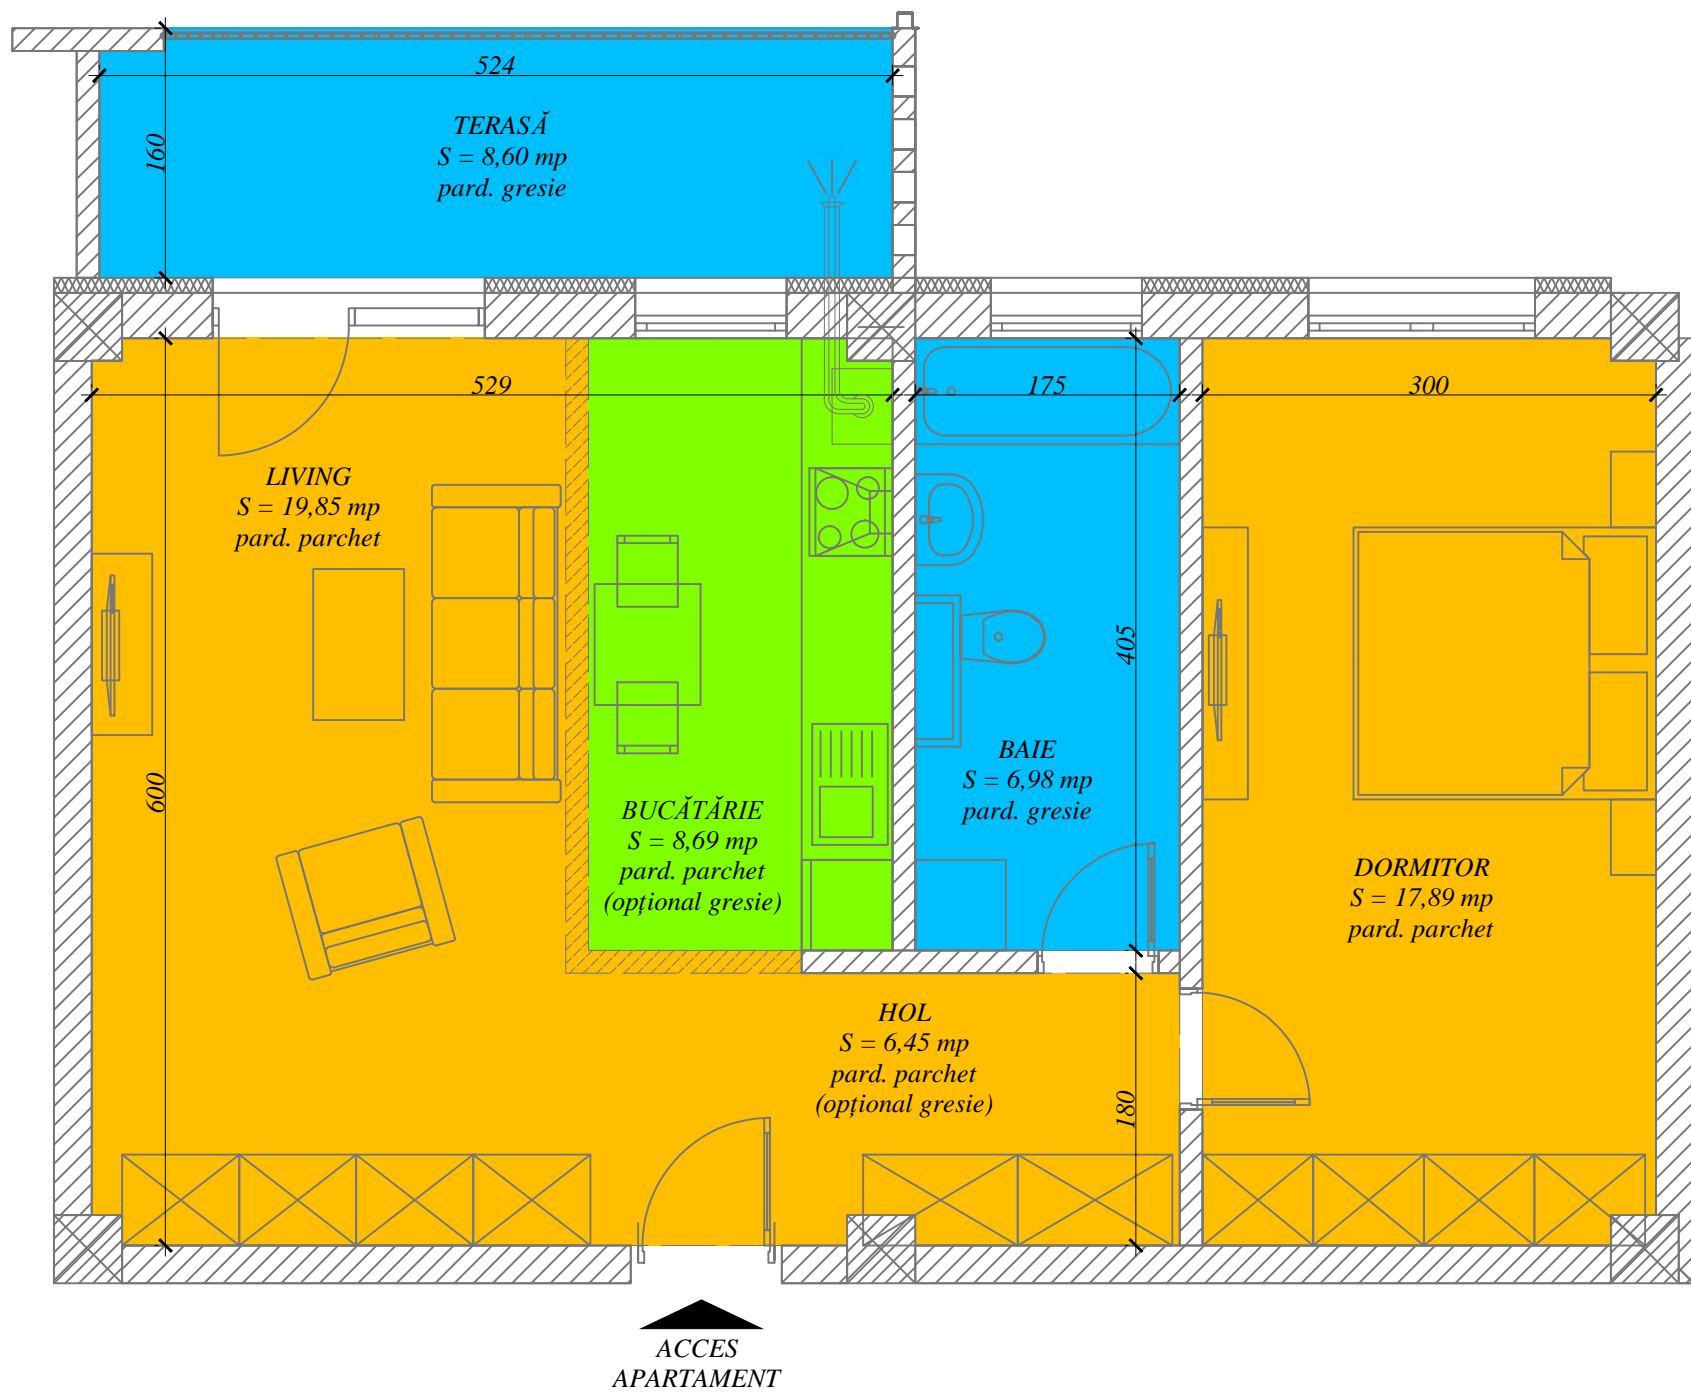 524
160
TERASĂ
S = 8,60 mp
pard. gresie
529
175
300
LIVING
S = 19,85 mp
pard. parchet
600
BUCĂTĂRIE
S = 8,69 mp
pard. parchet
(opțional gresie)
405
BAIE
S = 6,98 mp
pard. gresie
DORMITOR
S = 17,89 mp
pard. parchet
HOL
S = 6,45 mp
pard. parchet
(opțional gresie)
180
ACCES
APARTAMENT